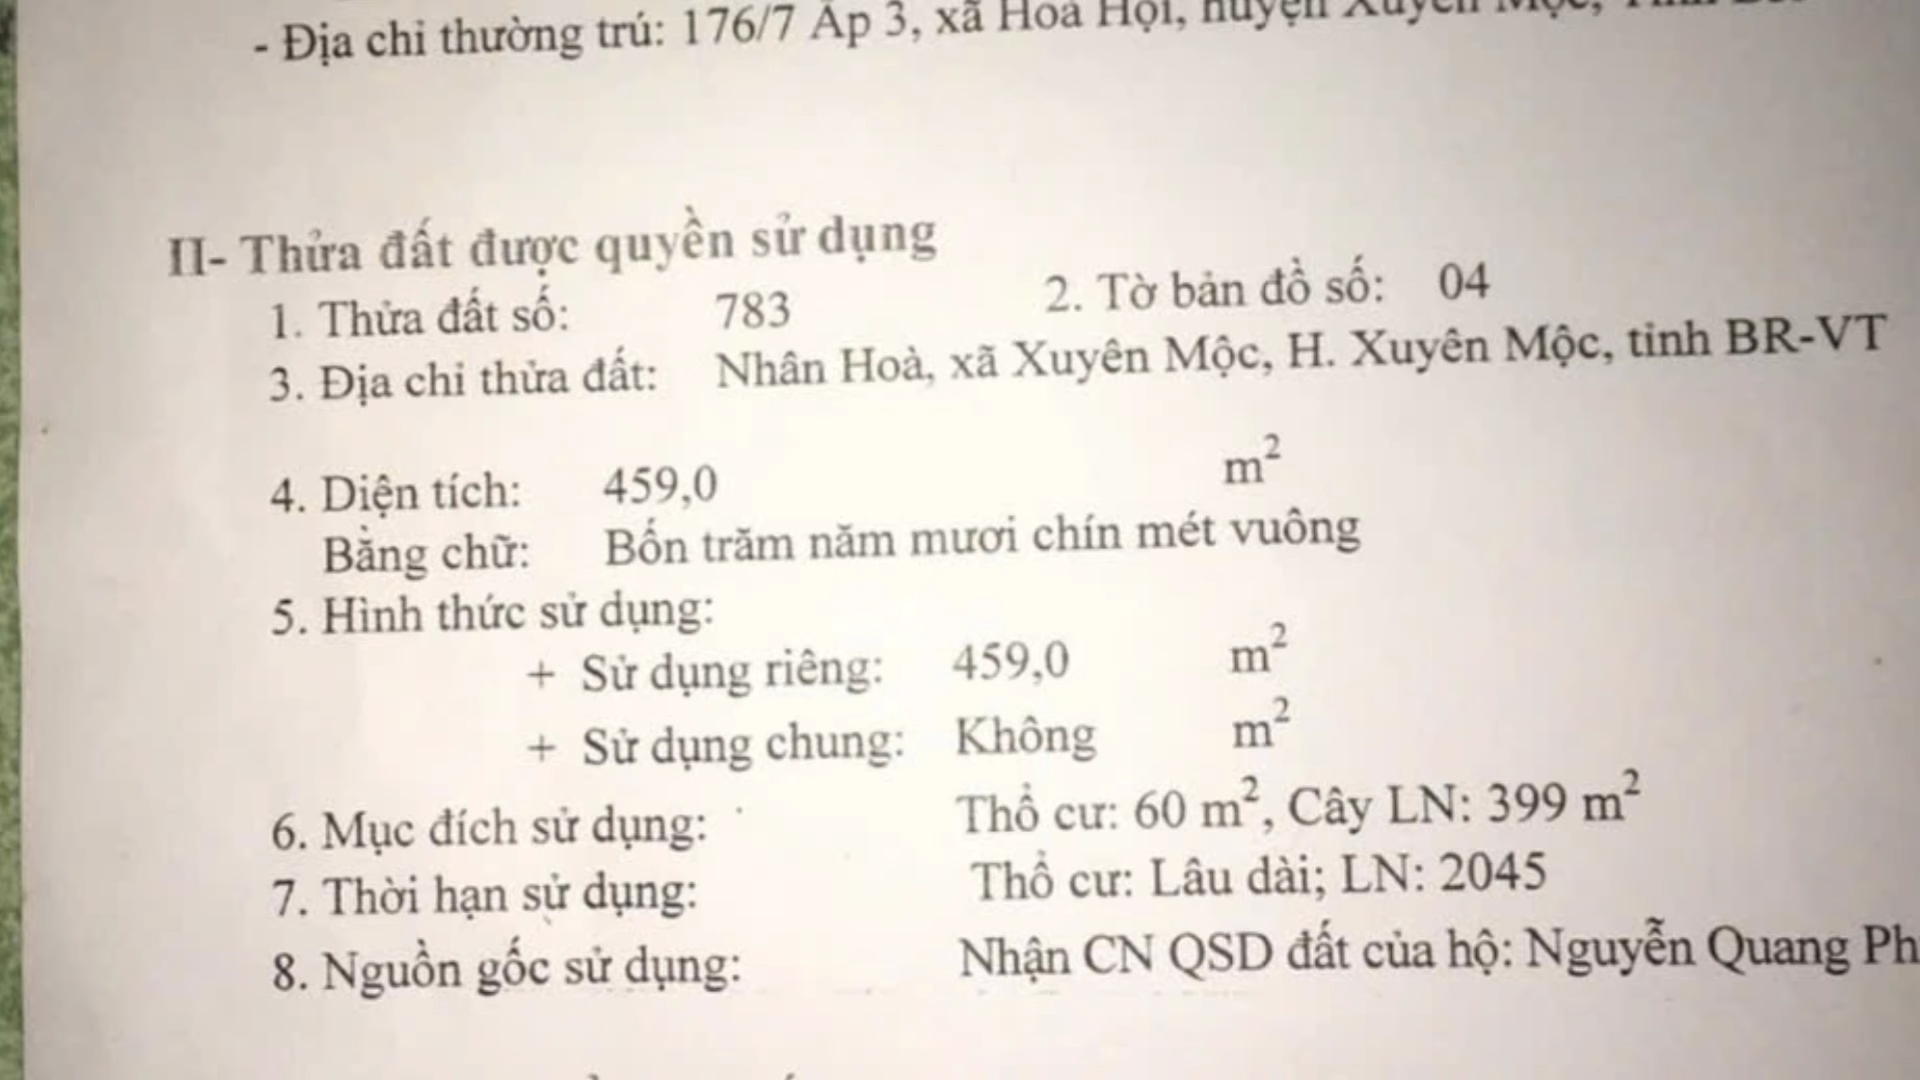 - Địa chỉ thường trú: 176/7 Ấp 3, xã Hoà Hội, huyện Xuyên Mộc,
II- Thửa đất được quyền sử dụng
1. Thửa đất số: 783 2. Tờ bản đồ số: 04
3. Địa chỉ thửa đất: Nhân Hoà, xã Xuyên Mộc, H. Xuyên Mộc, tỉnh BR-VT
4. Diện tích: 459,0 m²
Bằng chữ: Bốn trăm năm mươi chín mét vuông
5. Hình thức sử dụng:
+ Sử dụng riêng: 459,0 m²
+ Sử dụng chung: Không m²
6. Mục đích sử dụng: Thổ cư: 60 m², Cây LN: 399 m²
7. Thời hạn sử dụng: Thổ cư: Lâu dài; LN: 2045
8. Nguồn gốc sử dụng: Nhận CN QSD đất của hộ: Nguyễn Quang Ph